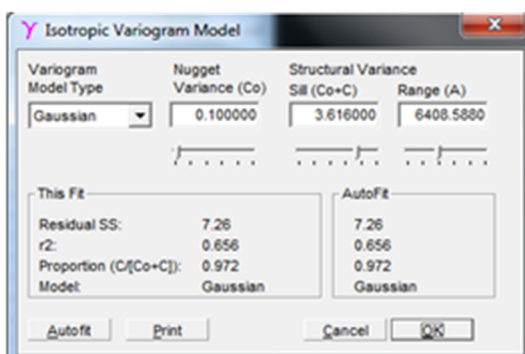 γ Isotropic Variogram Model
Variogram Nugget Structural Variance
Model Type Variance (Co) Sill (Co+C) Range (A)
Gaussian 0.100000 3.616000 6408.5880
This Fit AutoFit
Residual SS: 7.26 7.26
r2: 0.656 0.656
Proportion (C/[Co+C]): 0.972 0.972
Model: Gaussian Gaussian
Autofit Print Cancel OK